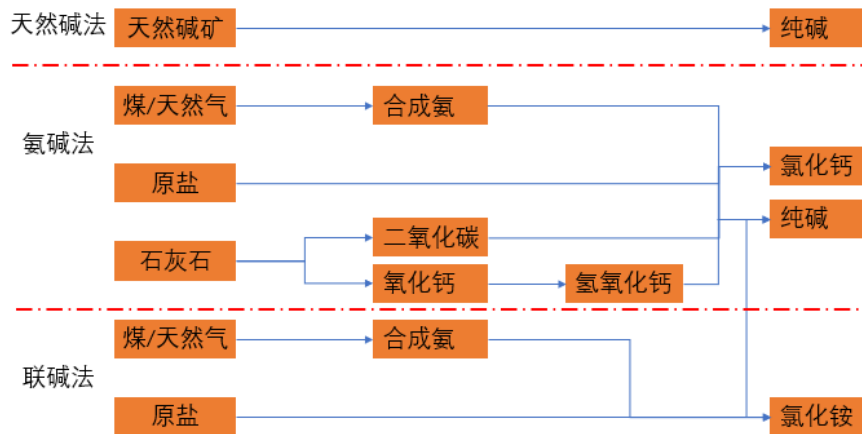 天然碱法
天然碱矿
纯碱
煤/天然气
合成氨
氨碱法
氯化钙
原盐
纯碱
二氧化碳
石灰石
氧化钙
氢氧化钙
煤/天然气
合成氨
联碱法
原盐
氯化铵